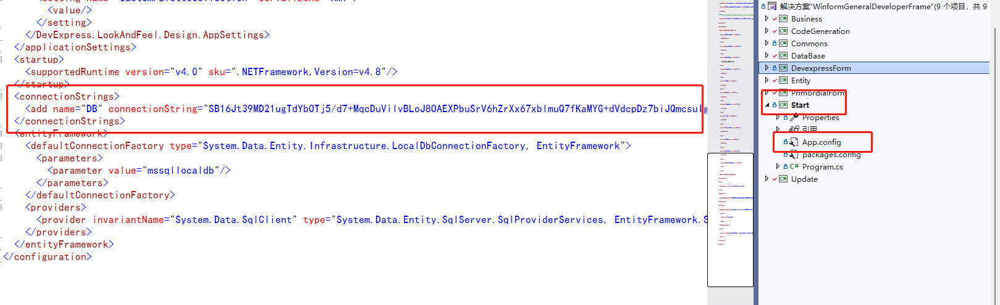 <value/>
</setting>
</DevExpress.LookAndFeel.Design.AppSettings>
</applicationSettings>
<startup>
<supportedRuntime version="v4.0" sku=".NETFramework,Version=v4.8"/>
</startup>
<connectionStrings>
<add name="DB" connectionString="SB16Jt39MD21ugTdYb0Tj5/d7+MqcDuVilvBLoJ80AEXPbuSrV6hZrXx67xblmuQ7fKaMYG+dVdcpDz7biJQmcsuIg
</connectionStrings>
<entityFramework>
<defaultConnectionFactory type="System.Data.Entity.Infrastructure.LocalDbConnectionFactory, EntityFramework">
<parameters>
<parameter value="mssqllocaldb"/>
</parameters>
</defaultConnectionFactory>
<providers>
<provider invariantName="System.Data.SqlClient" type="System.Data.Entity.SqlServer.SqlProviderServices, EntityFramework.S
</providers>
</entityFramework>
</configuration>
解决方案"WinformGeneralDeveloperFrame"(9 个项目，共 9
Business
CodeGeneration
Commons
DataBase
DevexpressForm
Entity
PrimordialForm
Start
Properties
引用
App.config
packages.config
Program.cs
Update